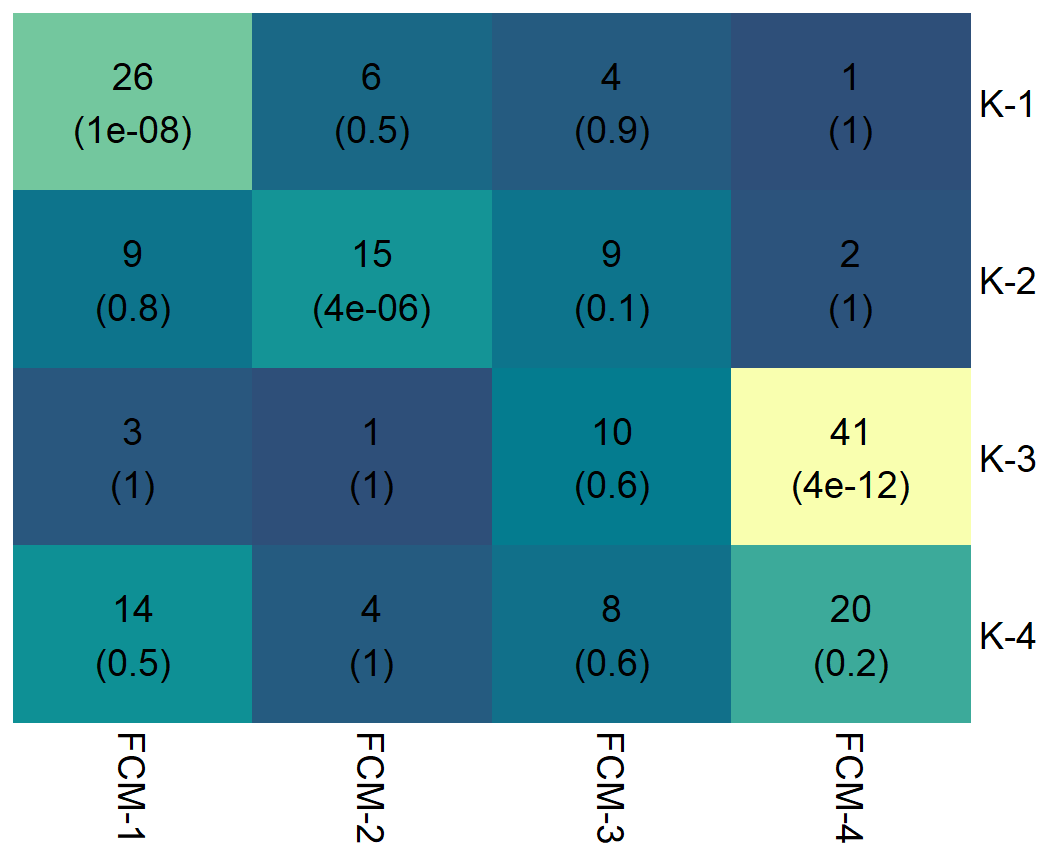 26 6 4 1
(1e-08) (0.5) (0.9) (1)
K-1
9 15 9 2
(0.8) (4e-06) (0.1) (1)
K-2
3 1 10 41
(1) (1) (0.6) (4e-12)
K-3
14 4 8 20
(0.5) (1) (0.6) (0.2)
K-4
FCM-1 FCM-2 FCM-3 FCM-4